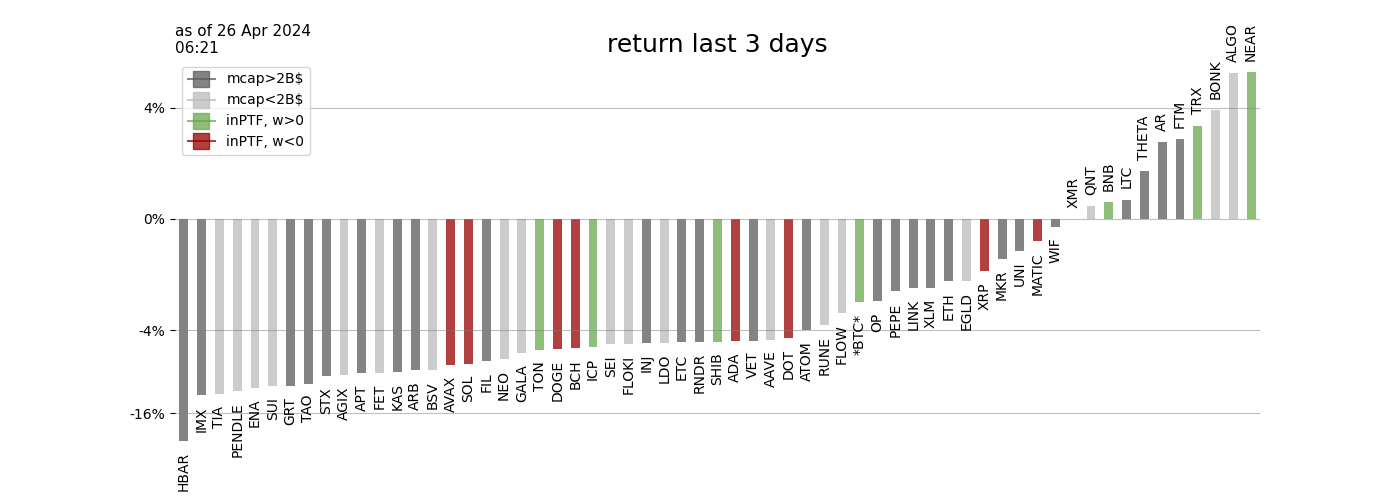 as of 26 Apr 2024
06:21
return last 3 days
mcap>2B$
mcap<2B$
inPTF, w>0
inPTF, w<0
4%
0%
-4%
-16%
HBAR
IMX
TIA
PENDLE
ENA
SUI
GRT
TAO
STX
AGIX
APT
FET
KAS
ARB
BSV
AVAX
SOL
FIL
NEO
GALA
TON
DOGE
BCH
ICP
SEI
FLOKI
INJ
LDO
ETC
RNDR
SHIB
ADA
VET
AAVE
DOT
ATOM
RUNE
FLOW
*BTC*
OP
PEPE
LINK
XLM
ETH
EGLD
XRP
MKR
UNI
MATIC
WIF
XMR
QNT
BNB
LTC
THETA
AR
FTM
TRX
BONK
ALGO
NEAR